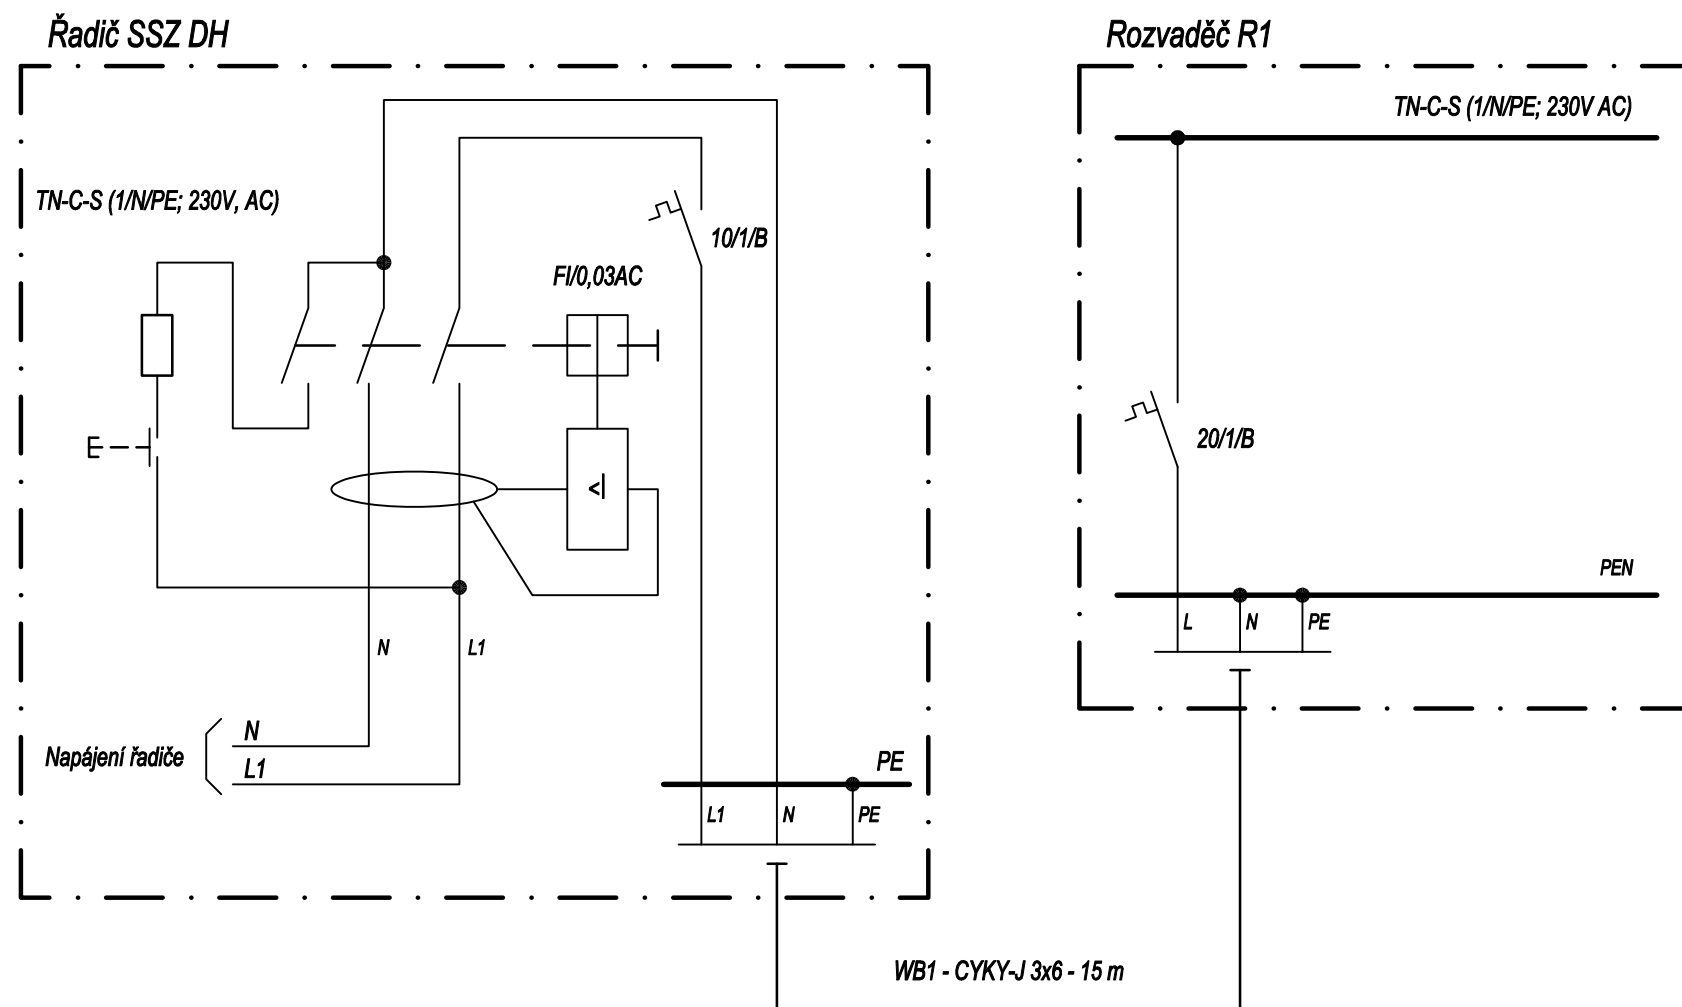 Řadič SSZ DH
Rozvaděč R1
TN-C-S (1/N/PE; 230V AC)
TN-C-S (1/N/PE; 230V, AC)
10/1/B
FI/0,03AC
20/1/B
<|
PEN
L N PE
N L1
N
Napájení řadiče
L1
PE
L1 N PE
WB1 - CYKY-J 3x6 - 15 m